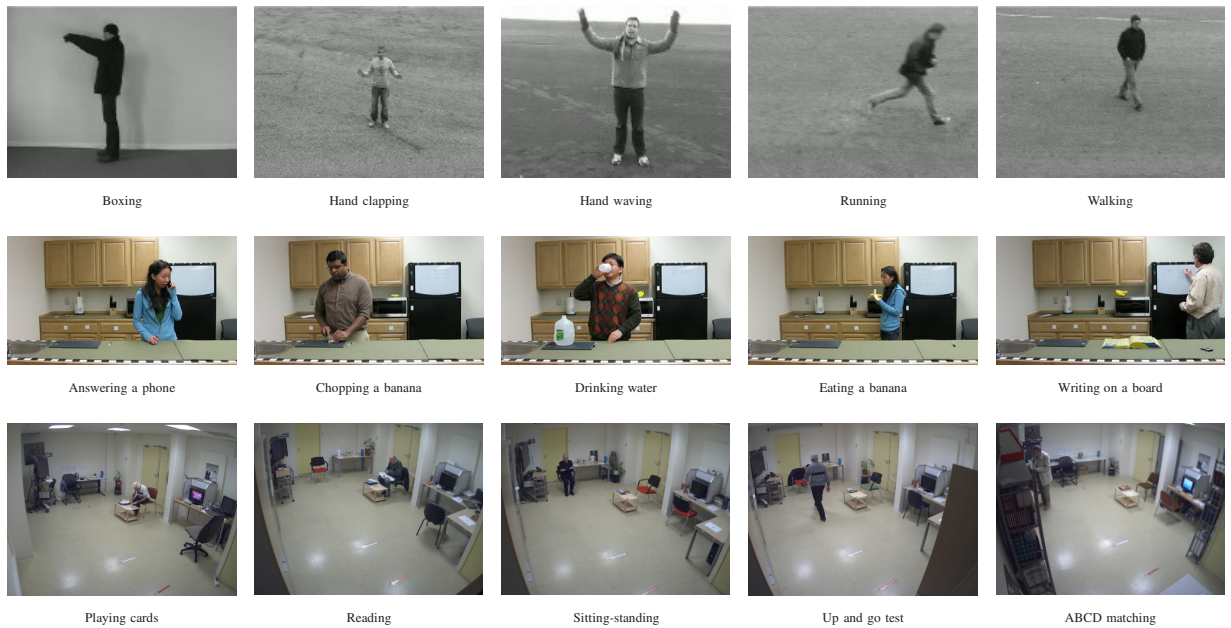 Boxing
Hand clapping
Hand waving
Running
Walking
Answering a phone
Chopping a banana
Drinking water
Eating a banana
Writing on a board
Playing cards
Reading
Sitting-standing
Up and go test
ABCD matching